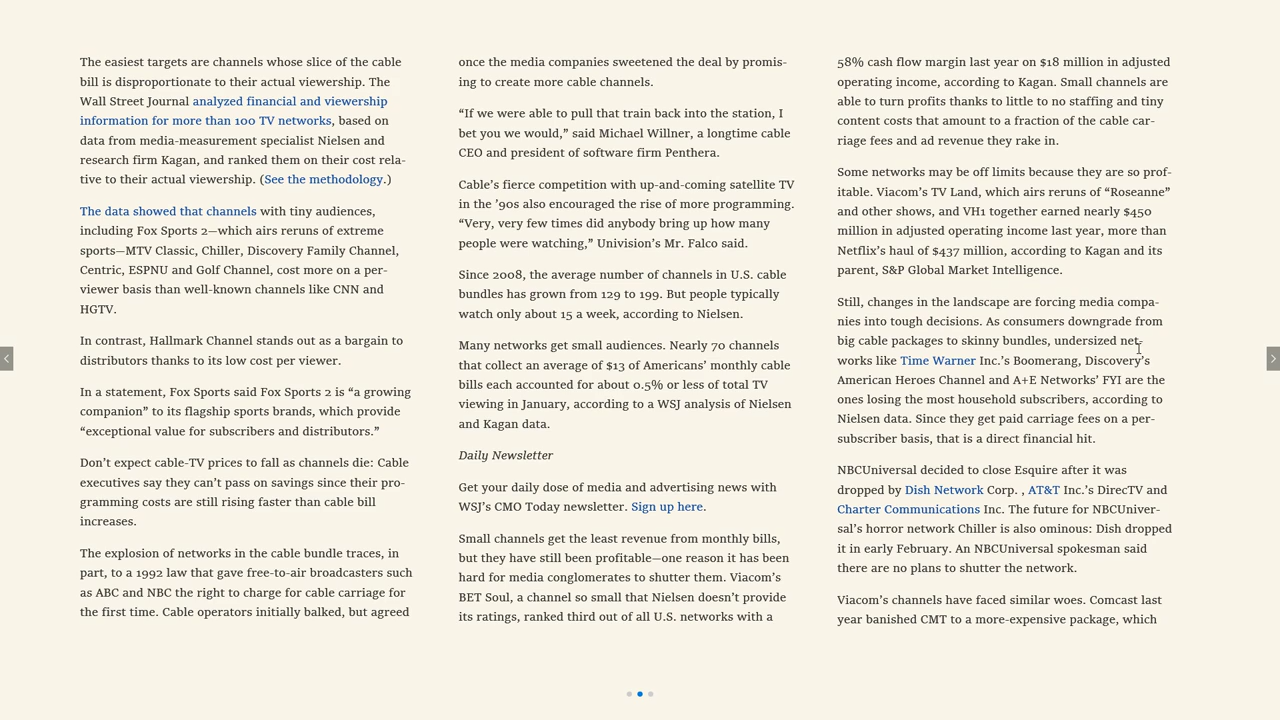 The easiest targets are channels whose slice of the cable
bill is disproportionate to their actual viewership. The
Wall Street Journal analyzed financial and viewership
information for more than 100 TV networks, based on
data from media-measurement specialist Nielsen and
research firm Kagan, and ranked them on their cost rela-
tive to their actual viewership. (See the methodology.)
The data showed that channels with tiny audiences,
including Fox Sports 2—which airs reruns of extreme
sports—MTV Classic, Chiller, Discovery Family Channel,
Centric, ESPNU and Golf Channel, cost more on a per-
viewer basis than well-known channels like CNN and
HGTV.
In contrast, Hallmark Channel stands out as a bargain to
distributors thanks to its low cost per viewer.
In a statement, Fox Sports said Fox Sports 2 is “a growing
companion” to its flagship sports brands, which provide
“exceptional value for subscribers and distributors.”
Don’t expect cable-TV prices to fall as channels die: Cable
executives say they can’t pass on savings since their pro-
gramming costs are still rising faster than cable bill
increases.
The explosion of networks in the cable bundle traces, in
part, to a 1992 law that gave free-to-air broadcasters such
as ABC and NBC the right to charge for cable carriage for
the first time. Cable operators initially balked, but agreed
once the media companies sweetened the deal by promis-
ing to create more cable channels.
“If we were able to pull that train back into the station, I
bet you we would,” said Michael Willner, a longtime cable
CEO and president of software firm Penthera.
Cable’s fierce competition with up-and-coming satellite TV
in the ’90s also encouraged the rise of more programming.
“Very, very few times did anybody bring up how many
people were watching,” Univision’s Mr. Falco said.
Since 2008, the average number of channels in U.S. cable
bundles has grown from 129 to 199. But people typically
watch only about 15 a week, according to Nielsen.
Many networks get small audiences. Nearly 70 channels
that collect an average of $13 of Americans’ monthly cable
bills each accounted for about 0.5% or less of total TV
viewing in January, according to a WSJ analysis of Nielsen
and Kagan data.
Daily Newsletter
Get your daily dose of media and advertising news with
WSJ’s CMO Today newsletter. Sign up here.
Small channels get the least revenue from monthly bills,
but they have still been profitable—one reason it has been
hard for media conglomerates to shutter them. Viacom’s
BET Soul, a channel so small that Nielsen doesn’t provide
its ratings, ranked third out of all U.S. networks with a
58% cash flow margin last year on $18 million in adjusted
operating income, according to Kagan. Small channels are
able to turn profits thanks to little to no staffing and tiny
content costs that amount to a fraction of the cable car-
riage fees and ad revenue they rake in.
Some networks may be off limits because they are so prof-
itable. Viacom’s TV Land, which airs reruns of “Roseanne”
and other shows, and VH1 together earned nearly $450
million in adjusted operating income last year, more than
Netflix’s haul of $437 million, according to Kagan and its
parent, S&P Global Market Intelligence.
Still, changes in the landscape are forcing media compa-
nies into tough decisions. As consumers downgrade from
big cable packages to skinny bundles, undersized net-
works like Time Warner Inc.’s Boomerang, Discovery’s
American Heroes Channel and A+E Networks’ FYI are the
ones losing the most household subscribers, according to
Nielsen data. Since they get paid carriage fees on a per-
subscriber basis, that is a direct financial hit.
NBCUniversal decided to close Esquire after it was
dropped by Dish Network Corp. , AT&T Inc.’s DirecTV and
Charter Communications Inc. The future for NBCUniver-
sal’s horror network Chiller is also ominous: Dish dropped
it in early February. An NBCUniversal spokesman said
there are no plans to shutter the network.
Viacom’s channels have faced similar woes. Comcast last
year banished CMT to a more-expensive package, which